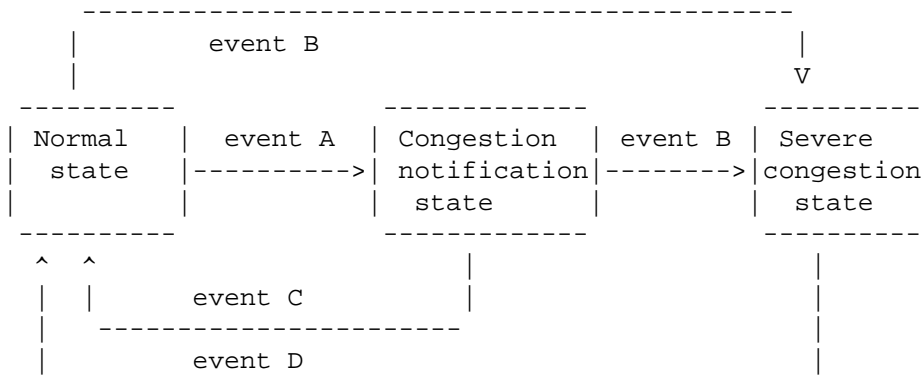 event B
V
Normal event A Congestion event B Severe
state notification congestion
state state
event C
event D